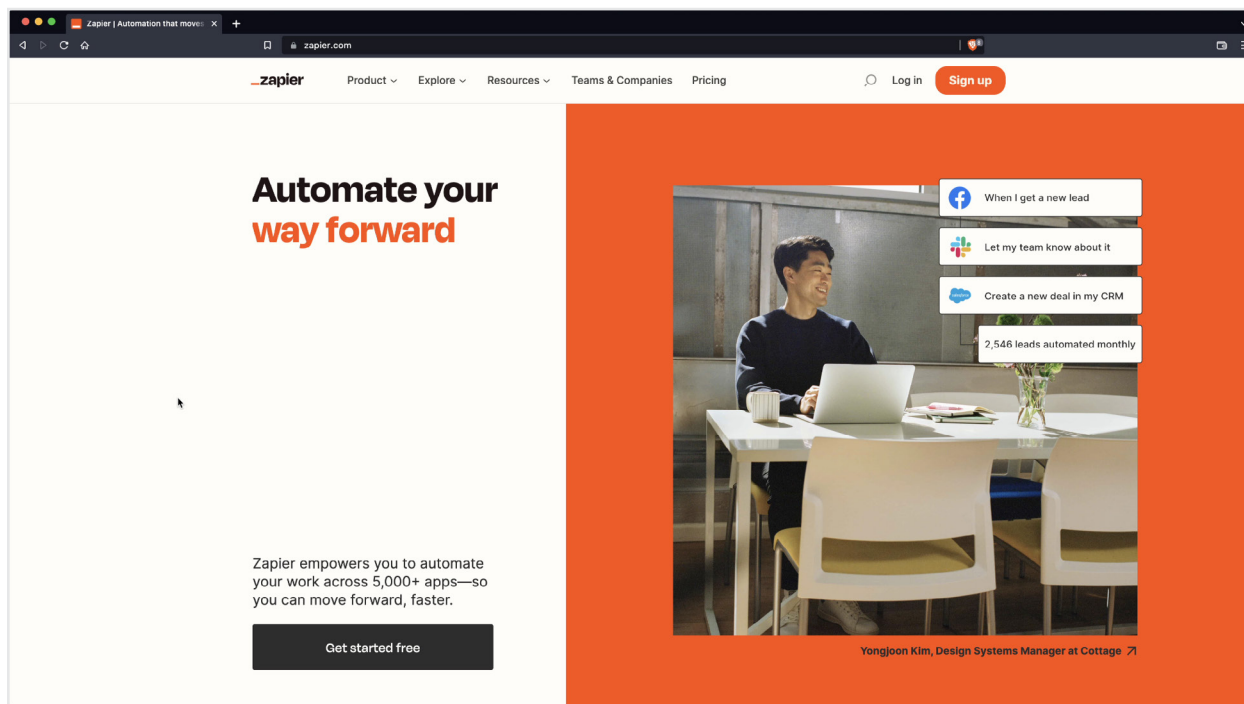 Zapier | Automation that moves
zapier.com
_zapier
Product
Explore
Resources
Teams & Companies
Pricing
Log in
Sign up
Automate your
way forward
When I get a new lead
Let my team know about it
salesforce
Create a new deal in my CRM
2,546 leads automated monthly
Zapier empowers you to automate
your work across 5,000+ apps—so
you can move forward, faster.
Get started free
Yongjoon Kim, Design Systems Manager at Cottage